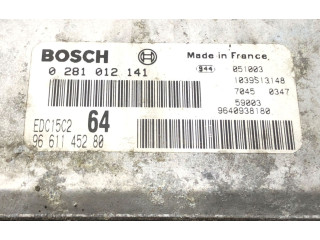 BOSCH
Made in France
0 281 012 141
944 051003
1039S13148
7045 0347
59003
9640938180
EDC15C2 64
96 611 452 80